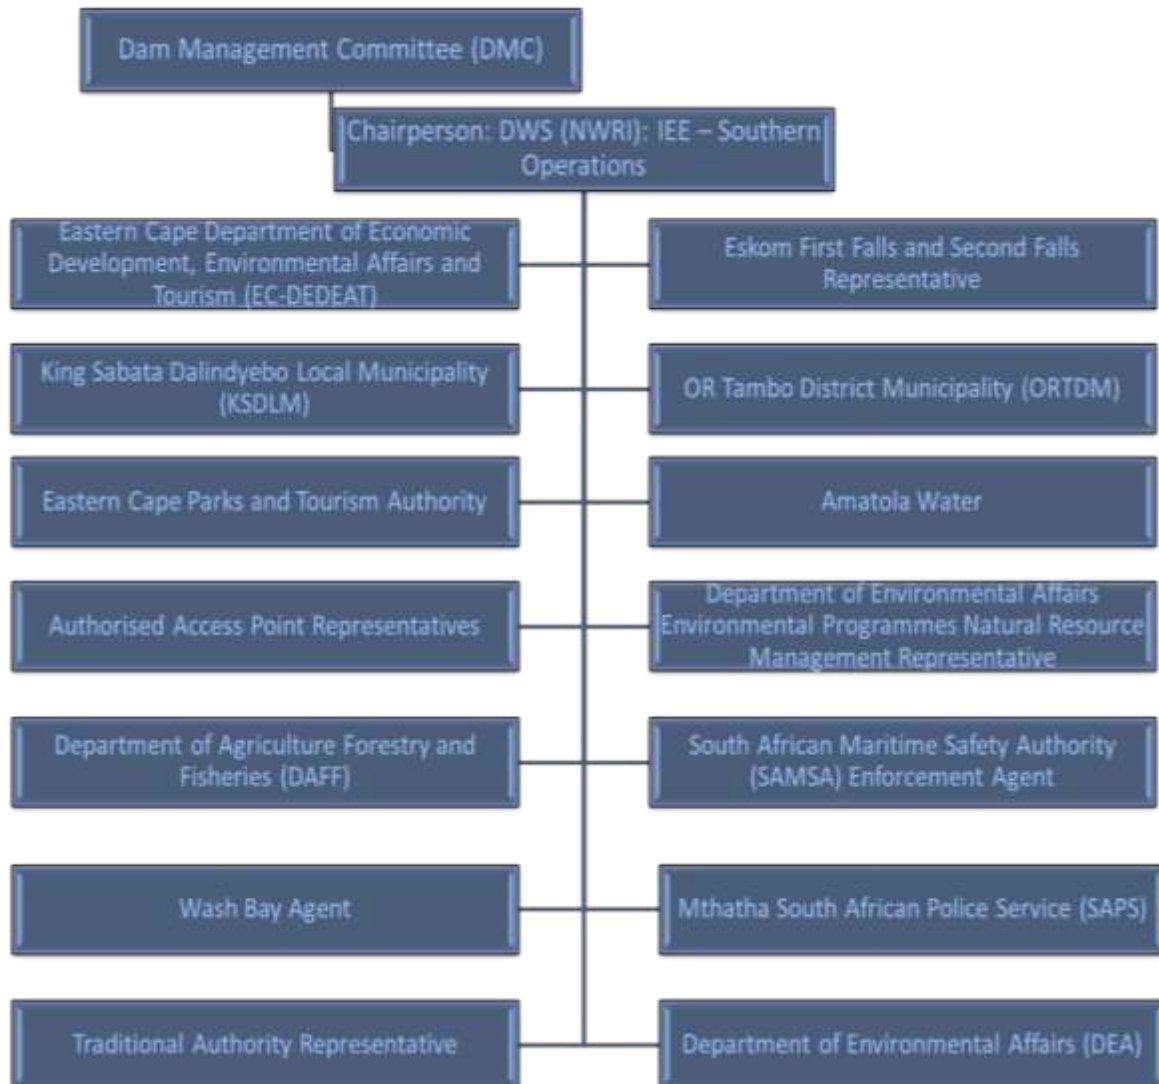 Dam Management Committee (DMC)
Chairperson: DWS (NWRI): IEE – Southern
Operations
Eastern Cape Department of Economic
Development, Environmental Affairs and
Tourism (EC-DEDEAT)
Eskom First Falls and Second Falls
Representative
King Sabata Dalindyebo Local Municipality
(KSDLM)
OR Tambo District Municipality (ORTDM)
Eastern Cape Parks and Tourism Authority
Amatola Water
Authorised Access Point Representatives
Department of Environmental Affairs
Environmental Programmes Natural Resource
Management Representative
Department of Agriculture Forestry and
Fisheries (DAFF)
South African Maritime Safety Authority
(SAMSA) Enforcement Agent
Wash Bay Agent
Mthatha South African Police Service (SAPS)
Traditional Authority Representative
Department of Environmental Affairs (DEA)